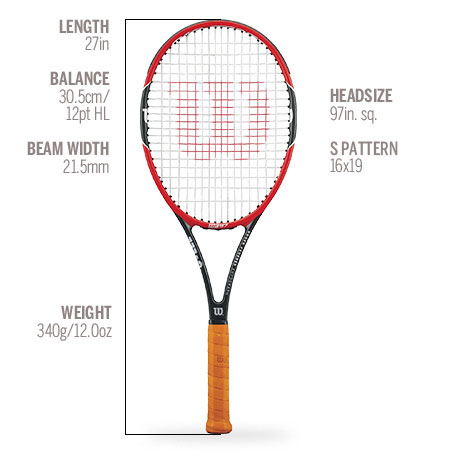 LENGTH
27in
BALANCE
30.5cm/
12pt HL
BEAM WIDTH
21.5mm
WEIGHT
340g/12.0oz
HEADSIZE
97in. sq.
S PATTERN
16x19
W
W